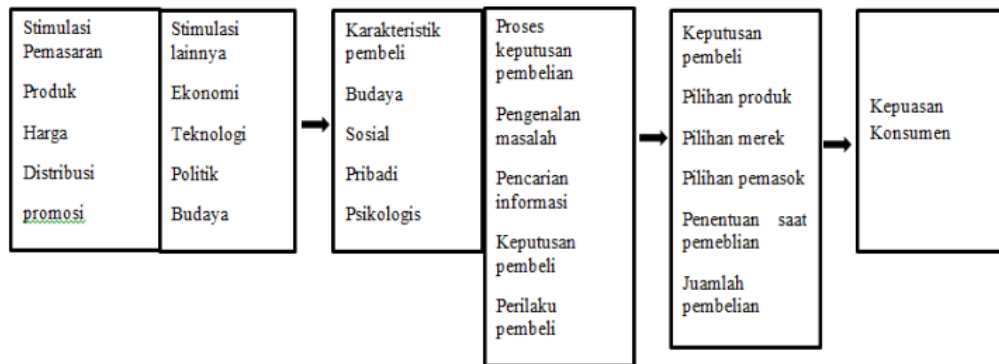 Stimulasi
Pemasaran
Produk
Harga
Distribusi
promosi
Stimulasi
lainnya
Ekonomi
Teknologi
Politik
Budaya
Karakteristik
pembeli
Budaya
Sosial
Pribadi
Psikologis
Proses
keputusan
pembelian
Pengenalan
masalah
Pencarian
informasi
Keputusan
pembeli
Perilaku
pembeli
Keputusan
pembeli
Pilihan produk
Pilihan merek
Pilihan pemasok
Penentuan saat
pemeblian
Juamlah
pembelian
Kepuasan
Konsumen